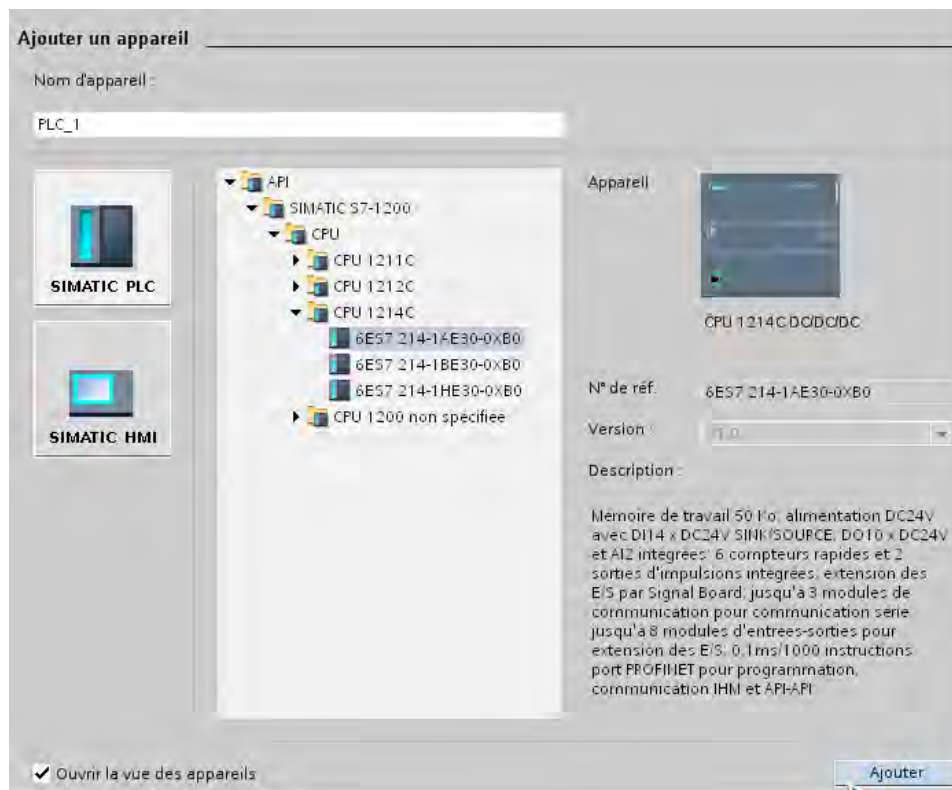 Ajouter un appareil
Nom d'appareil :
PLC_1
SIMATIC PLC
SIMATIC HMI
API
SIMATIC S7-1200
CPU
CPU 1211C
CPU 1212C
CPU 1214C
6ES7 214-1AE30-0XB0
6ES7 214-1BE30-0XB0
6ES7 214-1HE30-0XB0
CPU 1200 non spécifiée
Appareil
CPU 1214C DC/DC/DC
N° de réf.
6ES7 214-1AE30-0XB0
Version
Description :
Mémoire de travail 50 Ko; alimentation DC24V
avec DI14 x DC24V SINK/SOURCE, DO10 x DC24V
et AI2 intégrées; 6 compteurs rapides et 2
sorties d'impulsions intégrées; extension des
E/S par Signal Board; jusqu'à 3 modules de
communication pour communication série
jusqu'à 8 modules d'entrées-sorties pour
extension des E/S; 0,1ms/1000 instructions
port PROFINET pour programmation,
communication IHM et API-API
Ouvrir la vue des appareils
Ajouter